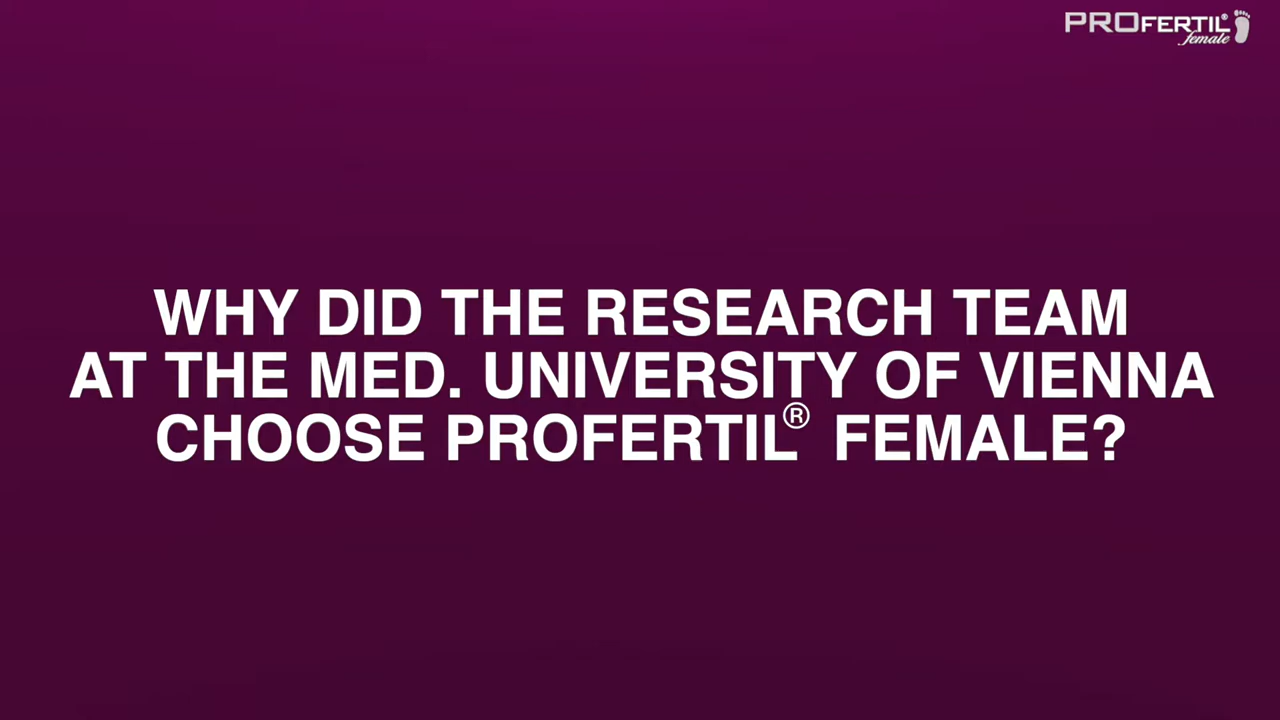 PROFERTIL®
female
WHY DID THE RESEARCH TEAM
AT THE MED. UNIVERSITY OF VIENNA
CHOOSE PROFERTIL® FEMALE?